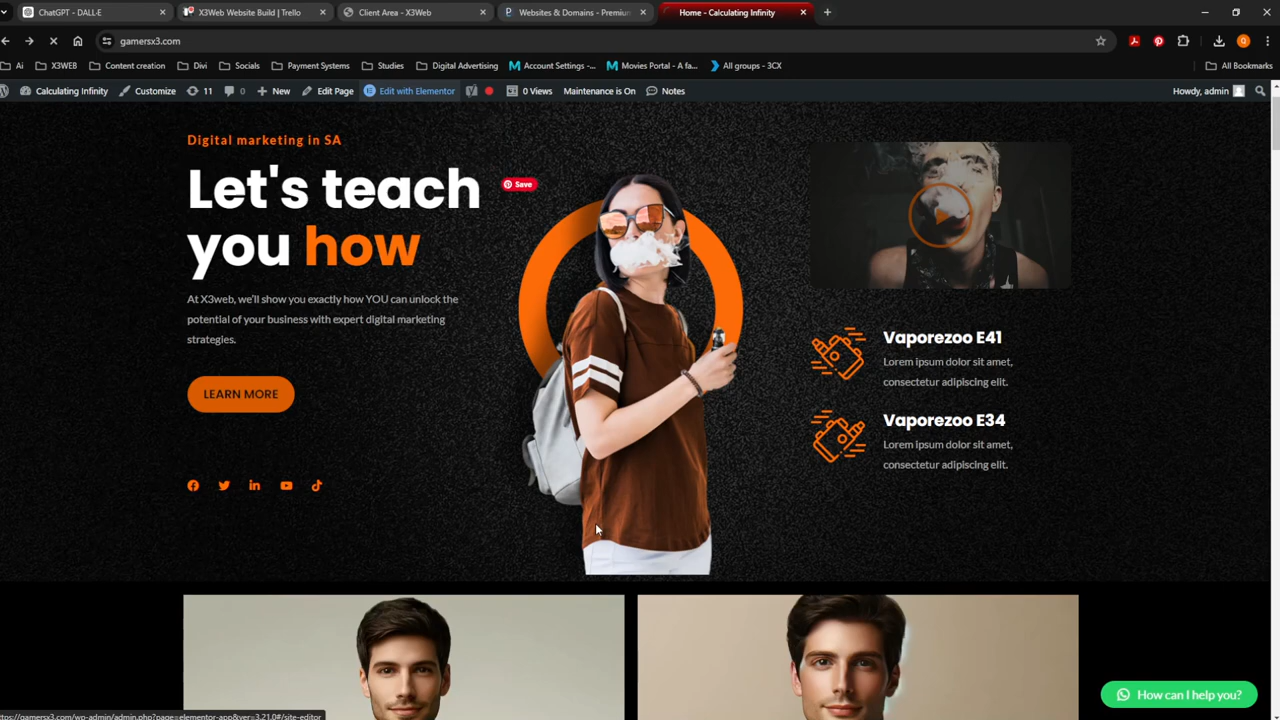 ChatGPT - DALL·E
X3Web Website Build | Trello
Client Area - X3Web
Websites & Domains - Premium
Home - Calculating Infinity
gamersx3.com
Ai
X3WEB
Content creation
Divi
Socials
Payment Systems
Studies
Digital Advertising
Account Settings -...
Movies Portal - A fa...
All groups - 3CX
All Bookmarks
Calculating Infinity
Customize
11
0
New
Edit Page
Edit with Elementor
0 Views
Maintenance is On
Notes
Howdy, admin
Digital marketing in SA
Let's teach
you how
At X3web, we'll show you exactly how YOU can unlock the
potential of your business with expert digital marketing
strategies.
LEARN MORE
Save
Vaporezoo E41
Lorem ipsum dolor sit amet,
consectetur adipiscing elit.
Vaporezoo E34
Lorem ipsum dolor sit amet,
consectetur adipiscing elit.
How can I help you?
ttps://gamersx3.com/wp-admin/admin.php?page=elementor-app&ver=3.21.0#/site-editor